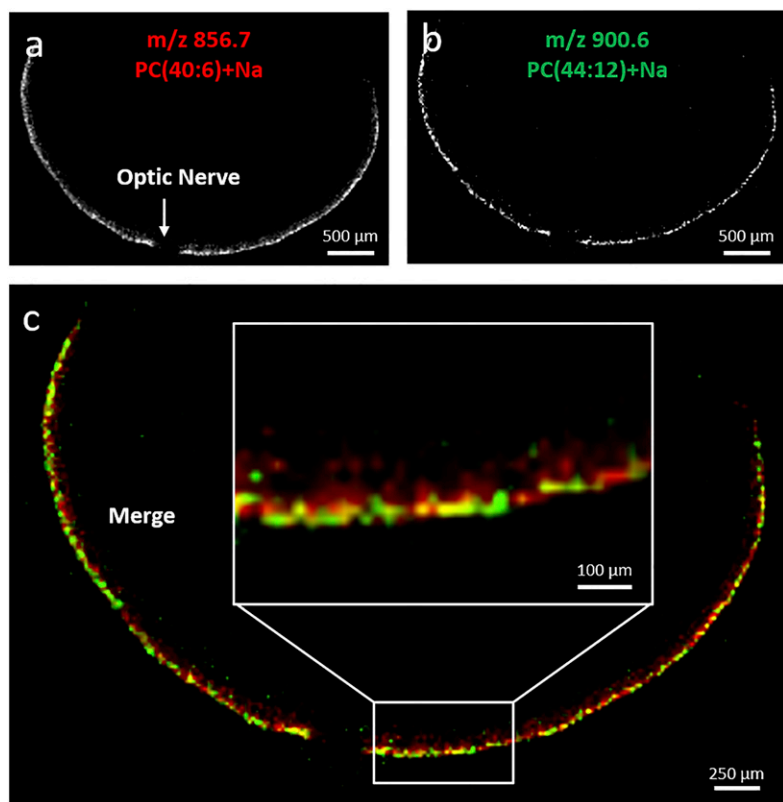 a
m/z 856.7
PC(40:6)+Na
Optic Nerve
500 µm
b
m/z 900.6
PC(44:12)+Na
500 µm
c
Merge
100 µm
250 µm